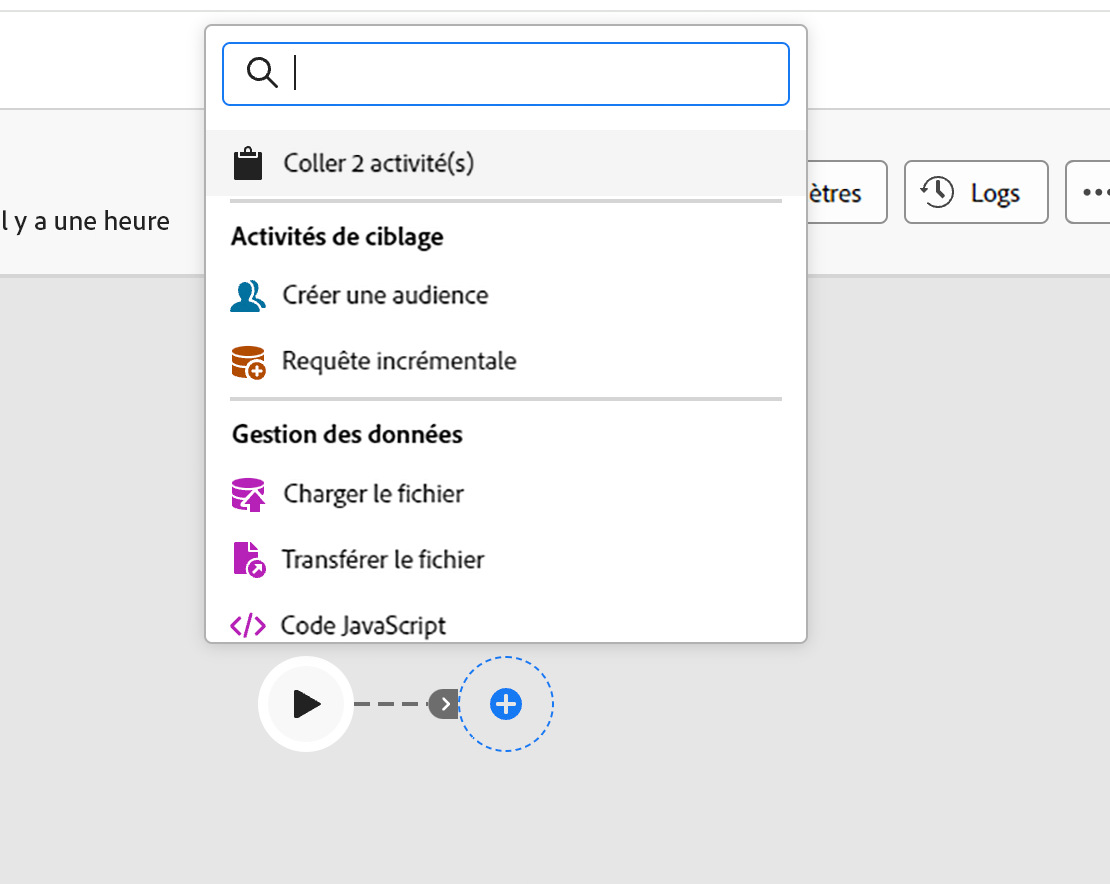 Coller 2 activité(s)
Activités de ciblage
Créer une audience
Requête incrémentale
Gestion des données
Charger le fichier
Transférer le fichier
Code JavaScript
l y a une heure
ètres
Logs